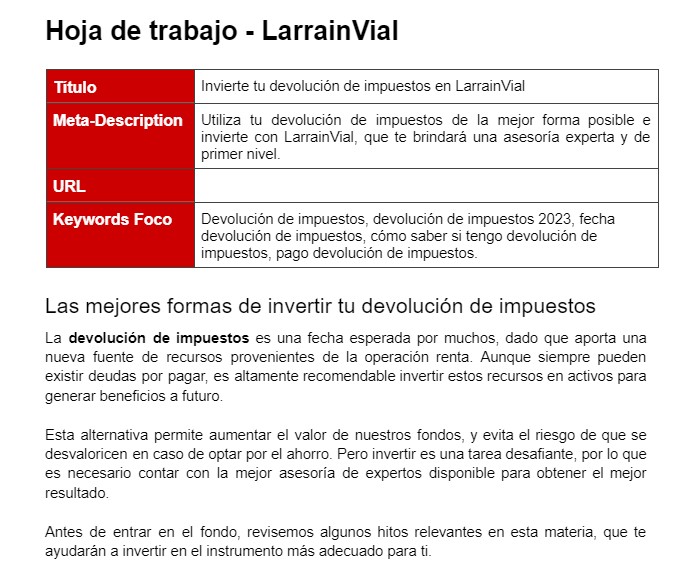 Hoja de trabajo - LarrainVial
Título
Invierte tu devolución de impuestos en LarrainVial
Meta-Description
Utiliza tu devolución de impuestos de la mejor forma posible e
invierte con LarrainVial, que te brindará una asesoría experta y de
primer nivel.
URL
Keywords Foco
Devolución de impuestos, devolución de impuestos 2023, fecha
devolución de impuestos, cómo saber si tengo devolución de
impuestos, pago devolución de impuestos.
Las mejores formas de invertir tu devolución de impuestos
La devolución de impuestos es una fecha esperada por muchos, dado que aporta una
nueva fuente de recursos provenientes de la operación renta. Aunque siempre pueden
existir deudas por pagar, es altamente recomendable invertir estos recursos en activos para
generar beneficios a futuro.
Esta alternativa permite aumentar el valor de nuestros fondos, y evita el riesgo de que se
desvaloricen en caso de optar por el ahorro. Pero invertir es una tarea desafiante, por lo que
es necesario contar con la mejor asesoría de expertos disponible para obtener el mejor
resultado.
Antes de entrar en el fondo, revisemos algunos hitos relevantes en esta materia, que te
ayudarán a invertir en el instrumento más adecuado para ti.